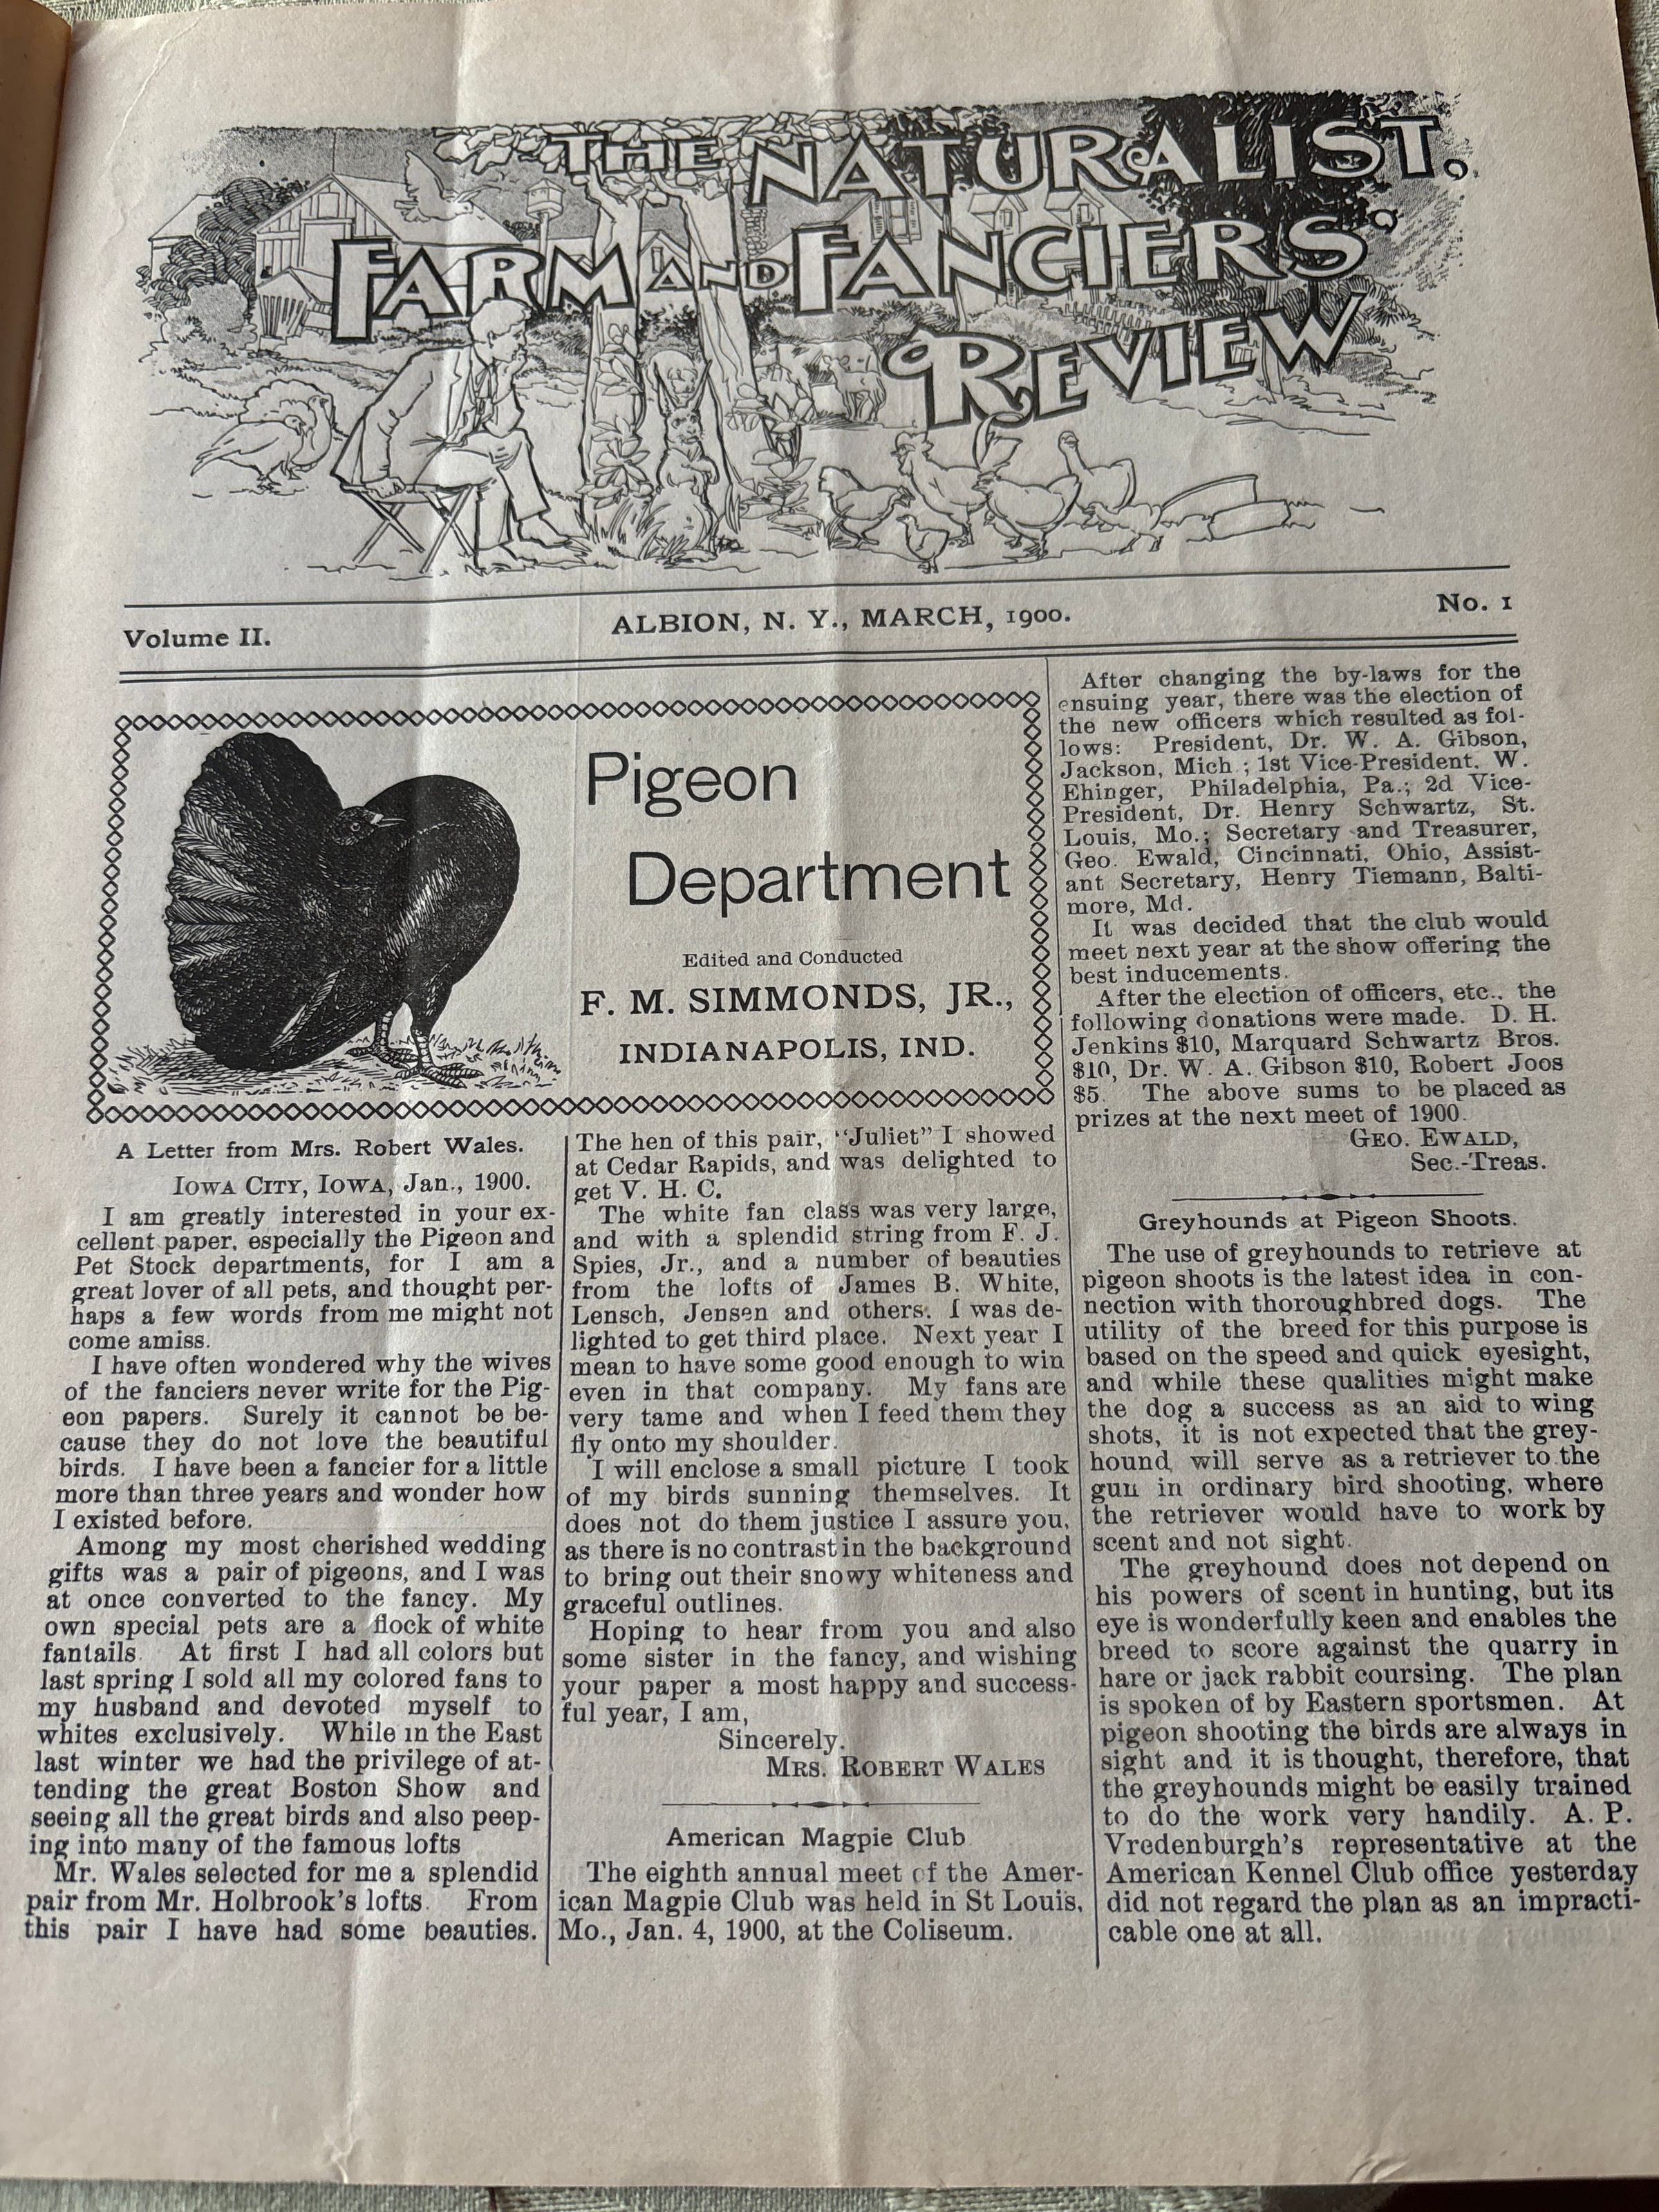 THE NATURALIST,
FARM AND FANCIERS'
REVIEW
Volume II.
ALBION, N. Y., MARCH, 1900.
No. 1
Pigeon
Department
Edited and Conducted
F. M. SIMMONDS, JR.,
INDIANAPOLIS, IND.
A Letter from Mrs. Robert Wales.
IOWA CITY, IOWA, Jan., 1900.
I am greatly interested in your ex-
cellent paper, especially the Pigeon and
Pet Stock departments, for I am a
great lover of all pets, and thought per-
haps a few words from me might not
come amiss.
I have often wondered why the wives
of the fanciers never write for the Pig-
eon papers. Surely it cannot be be-
cause they do not love the beautiful
birds. I have been a fancier for a little
more than three years and wonder how
I existed before.
Among my most cherished wedding
gifts was a pair of pigeons, and I was
at once converted to the fancy. My
own special pets are a flock of white
fantails. At first I had all colors but
last spring I sold all my colored fans to
my husband and devoted myself to
whites exclusively. While in the East
last winter we had the privilege of at-
tending the great Boston Show and
seeing all the great birds and also peep-
ing into many of the famous lofts
Mr. Wales selected for me a splendid
pair from Mr. Holbrook's lofts. From
this pair I have had some beauties.
The hen of this pair, "Juliet" I showed
at Cedar Rapids, and was delighted to
get V. H. C.
The white fan class was very large,
and with a splendid string from F. J.
Spies, Jr., and a number of beauties
from the lofts of James B. White,
Lensch, Jensen and others. I was de-
lighted to get third place. Next year I
mean to have some good enough to win
even in that company. My fans are
very tame and when I feed them they
fly onto my shoulder.
I will enclose a small picture I took
of my birds sunning themselves. It
does not do them justice I assure you,
as there is no contrast in the background
to bring out their snowy whiteness and
graceful outlines.
Hoping to hear from you and also
some sister in the fancy, and wishing
your paper a most happy and success-
ful year, I am,
Sincerely.
MRS. ROBERT WALES
American Magpie Club
The eighth annual meet of the Amer-
ican Magpie Club was held in St Louis,
Mo., Jan. 4, 1900, at the Coliseum.
After changing the by-laws for the
ensuing year, there was the election of
the new officers which resulted as fol-
lows: President, Dr. W. A. Gibson,
Jackson, Mich.; 1st Vice-President. W.
Ehinger, Philadelphia, Pa.; 2d Vice-
President, Dr. Henry Schwartz, St.
Louis, Mo.; Secretary and Treasurer,
Geo. Ewald, Cincinnati, Ohio, Assist-
ant Secretary, Henry Tiemann, Balti-
more, Md.
It was decided that the club would
meet next year at the show offering the
best inducements.
After the election of officers, etc., the
following donations were made. D. H.
Jenkins $10, Marquard Schwartz Bros.
$10, Dr. W. A. Gibson $10, Robert Joos
$5. The above sums to be placed as
prizes at the next meet of 1900.
GEO. EWALD,
Sec.-Treas.
Greyhounds at Pigeon Shoots.
The use of greyhounds to retrieve at
pigeon shoots is the latest idea in con-
nection with thoroughbred dogs. The
utility of the breed for this purpose is
based on the speed and quick eyesight,
and while these qualities might make
the dog a success as an aid to wing
shots, it is not expected that the grey-
hound will serve as a retriever to the
gun in ordinary bird shooting, where
the retriever would have to work by
scent and not sight.
The greyhound does not depend on
his powers of scent in hunting, but its
eye is wonderfully keen and enables the
breed to score against the quarry in
hare or jack rabbit coursing. The plan
is spoken of by Eastern sportsmen. At
pigeon shooting the birds are always in
sight and it is thought, therefore, that
the greyhounds might be easily trained
to do the work very handily. A. P.
Vredenburgh's representative at the
American Kennel Club office yesterday
did not regard the plan as an impracti-
cable one at all.